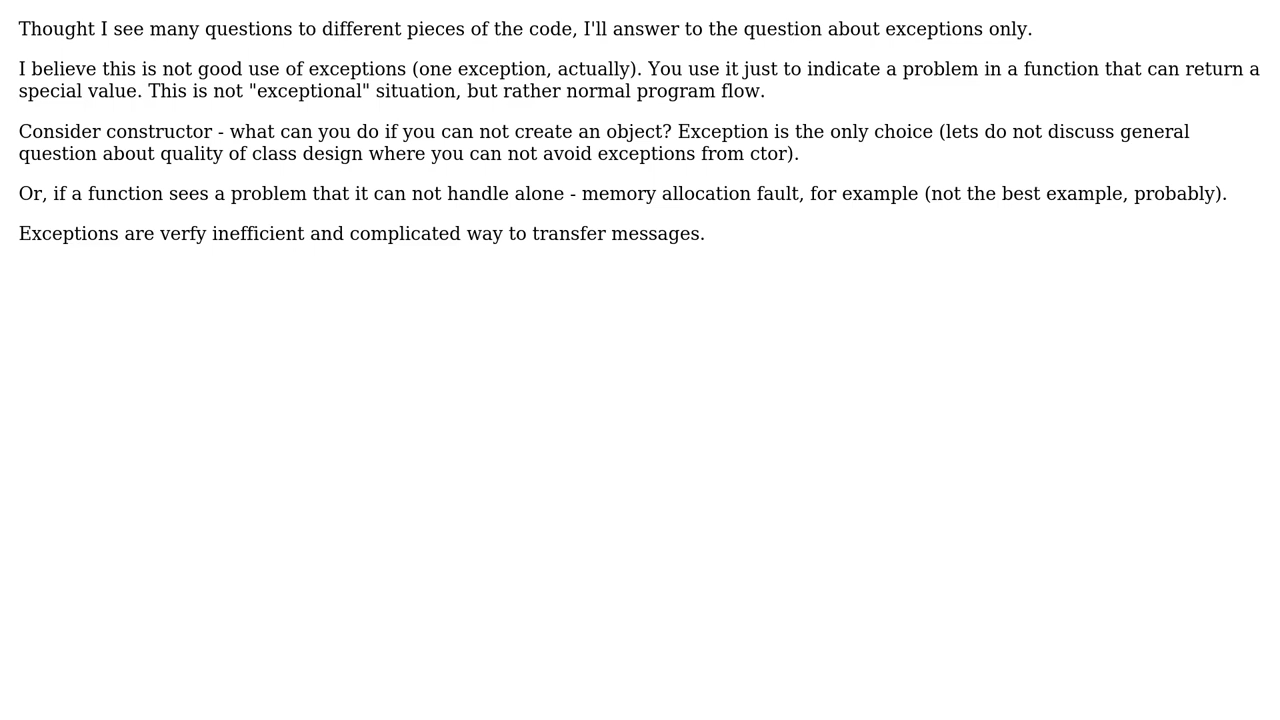 Thought I see many questions to different pieces of the code, I'll answer to the question about exceptions only.
I believe this is not good use of exceptions (one exception, actually). You use it just to indicate a problem in a function that can return a
special value. This is not "exceptional" situation, but rather normal program flow.
Consider constructor - what can you do if you can not create an object? Exception is the only choice (lets do not discuss general
question about quality of class design where you can not avoid exceptions from ctor).
Or, if a function sees a problem that it can not handle alone - memory allocation fault, for example (not the best example, probably).
Exceptions are verfy inefficient and complicated way to transfer messages.